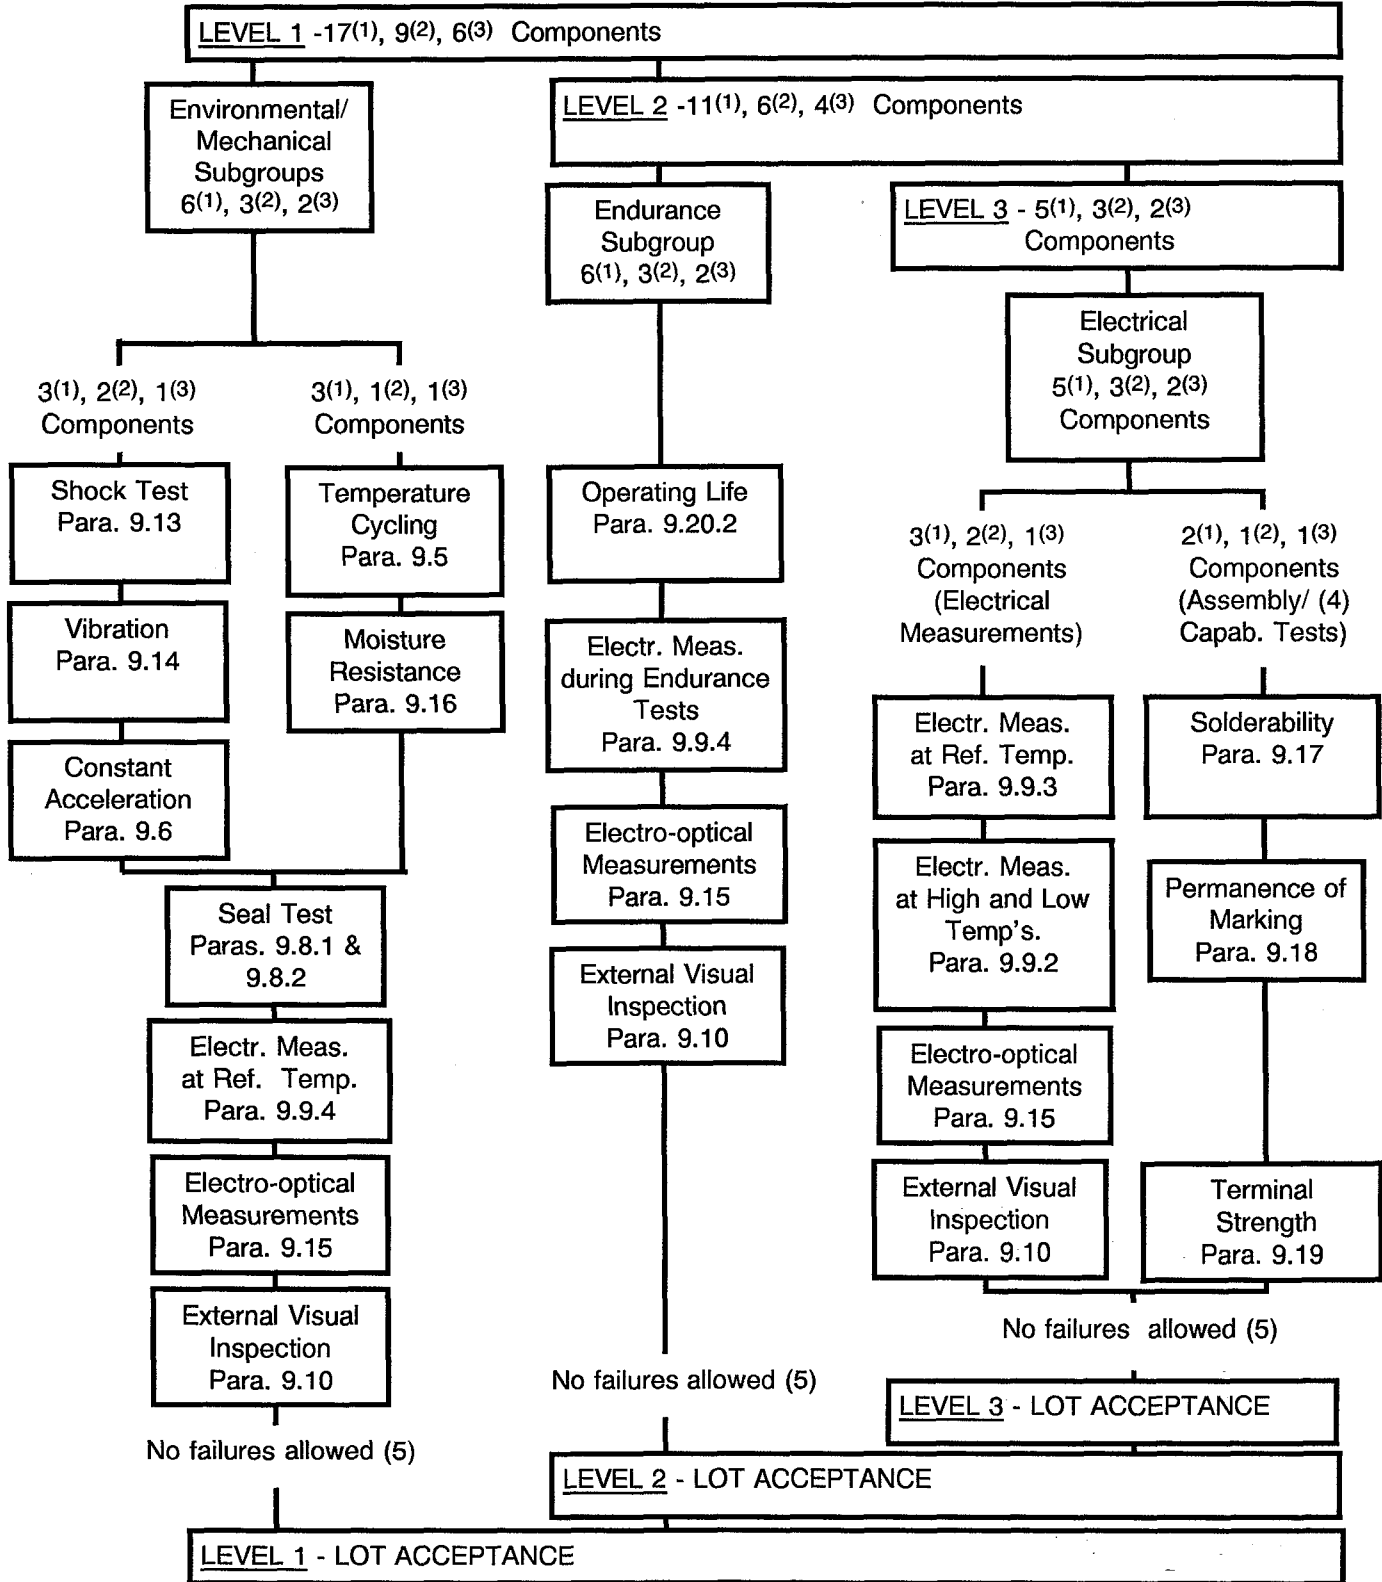 LEVEL 1 -17(1), 9(2), 6(3) Components
Environmental/
Mechanical
Subgroups
6(1), 3(2), 2(3)
LEVEL 2 -11(1), 6(2), 4(3) Components
Endurance
Subgroup
6(1), 3(2), 2(3)
LEVEL 3 - 5(1), 3(2), 2(3)
Components
Electrical
Subgroup
5(1), 3(2), 2(3)
Components
3(1), 2(2), 1(3)
Components
3(1), 1(2), 1(3)
Components
Shock Test
Para. 9.13
Vibration
Para. 9.14
Constant
Acceleration
Para. 9.6
Temperature
Cycling
Para. 9.5
Moisture
Resistance
Para. 9.16
Seal Test
Paras. 9.8.1 &
9.8.2
Electr. Meas.
at Ref. Temp.
Para. 9.9.4
Electro-optical
Measurements
Para. 9.15
External Visual
Inspection
Para. 9.10
No failures allowed (5)
Operating Life
Para. 9.20.2
Electr. Meas.
during Endurance
Tests
Para. 9.9.4
Electro-optical
Measurements
Para. 9.15
External Visual
Inspection
Para. 9.10
No failures allowed (5)
3(1), 2(2), 1(3)
Components
(Electrical
Measurements)
Electr. Meas.
at Ref. Temp.
Para. 9.9.3
Electr. Meas.
at High and Low
Temp's.
Para. 9.9.2
Electro-optical
Measurements
Para. 9.15
External Visual
Inspection
Para. 9.10
2(1), 1(2), 1(3)
Components
(Assembly/ (4)
Capab. Tests)
Solderability
Para. 9.17
Permanence of
Marking
Para. 9.18
Terminal
Strength
Para. 9.19
No failures allowed (5)
LEVEL 3 - LOT ACCEPTANCE
LEVEL 2 - LOT ACCEPTANCE
LEVEL 1 - LOT ACCEPTANCE